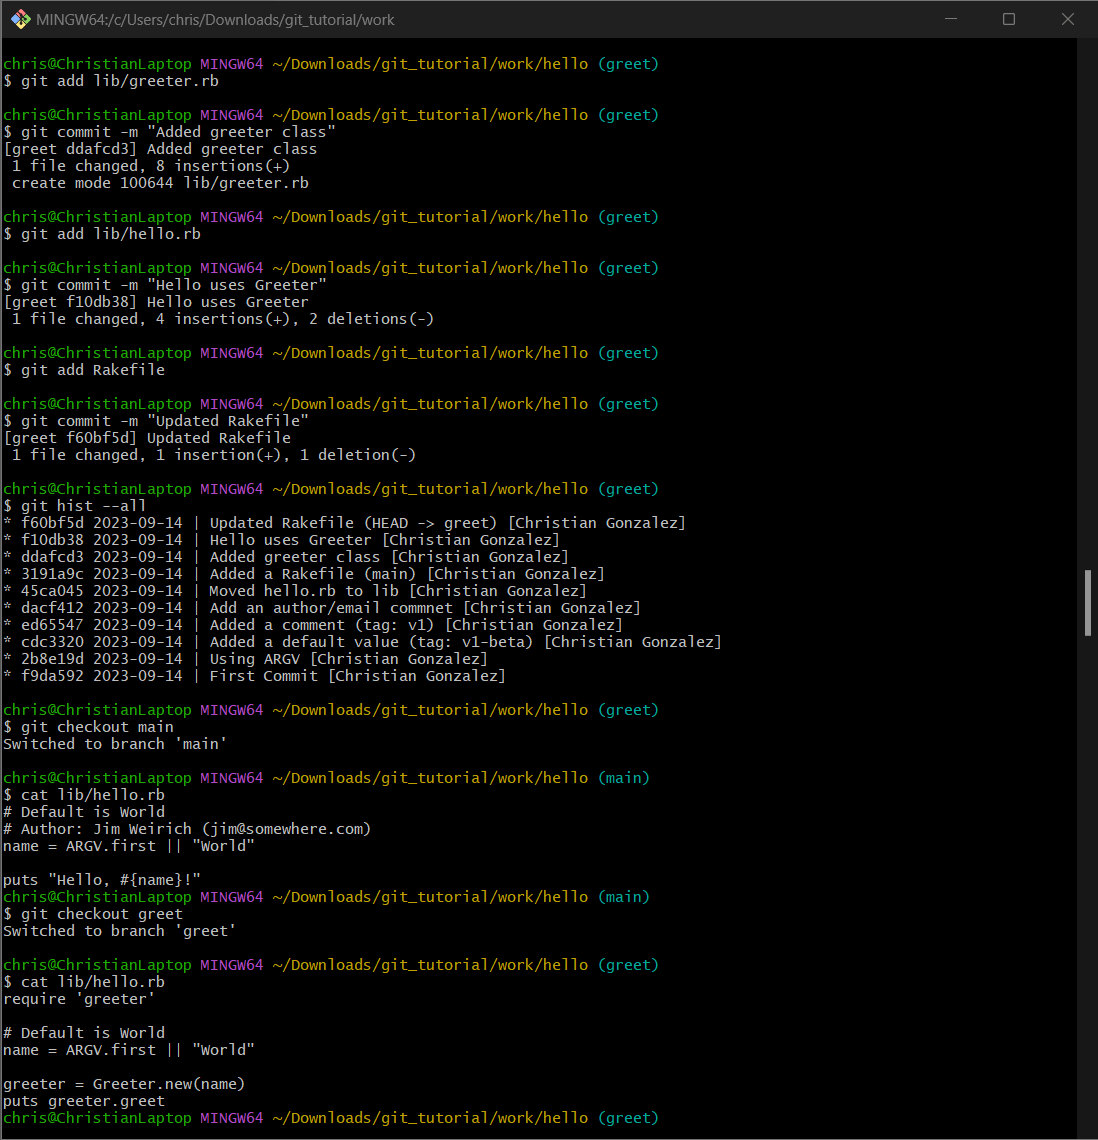 MINGW64:/c/Users/chris/Downloads/git_tutorial/work
chris@ChristianLaptop MINGW64 ~/Downloads/git_tutorial/work/hello (greet)
$ git add lib/greeter.rb
chris@ChristianLaptop MINGW64 ~/Downloads/git_tutorial/work/hello (greet)
$ git commit -m "Added greeter class"
[greet ddafcd3] Added greeter class
 1 file changed, 8 insertions(+)
 create mode 100644 lib/greeter.rb
chris@ChristianLaptop MINGW64 ~/Downloads/git_tutorial/work/hello (greet)
$ git add lib/hello.rb
chris@ChristianLaptop MINGW64 ~/Downloads/git_tutorial/work/hello (greet)
$ git commit -m "Hello uses Greeter"
[greet f10db38] Hello uses Greeter
 1 file changed, 4 insertions(+), 2 deletions(-)
chris@ChristianLaptop MINGW64 ~/Downloads/git_tutorial/work/hello (greet)
$ git add Rakefile
chris@ChristianLaptop MINGW64 ~/Downloads/git_tutorial/work/hello (greet)
$ git commit -m "Updated Rakefile"
[greet f60bf5d] Updated Rakefile
 1 file changed, 1 insertion(+), 1 deletion(-)
chris@ChristianLaptop MINGW64 ~/Downloads/git_tutorial/work/hello (greet)
$ git hist --all
* f60bf5d 2023-09-14 | Updated Rakefile (HEAD -> greet) [Christian Gonzalez]
* f10db38 2023-09-14 | Hello uses Greeter [Christian Gonzalez]
* ddafcd3 2023-09-14 | Added greeter class [Christian Gonzalez]
* 3191a9c 2023-09-14 | Added a Rakefile (main) [Christian Gonzalez]
* 45ca045 2023-09-14 | Moved hello.rb to lib [Christian Gonzalez]
* dacf412 2023-09-14 | Add an author/email commnet [Christian Gonzalez]
* ed65547 2023-09-14 | Added a comment (tag: v1) [Christian Gonzalez]
* cdc3320 2023-09-14 | Added a default value (tag: v1-beta) [Christian Gonzalez]
* 2b8e19d 2023-09-14 | Using ARGV [Christian Gonzalez]
* f9da592 2023-09-14 | First Commit [Christian Gonzalez]
chris@ChristianLaptop MINGW64 ~/Downloads/git_tutorial/work/hello (greet)
$ git checkout main
Switched to branch 'main'
chris@ChristianLaptop MINGW64 ~/Downloads/git_tutorial/work/hello (main)
$ cat lib/hello.rb
# Default is World
# Author: Jim Weirich (jim@somewhere.com)
name = ARGV.first || "World"
puts "Hello, #{name}!"
chris@ChristianLaptop MINGW64 ~/Downloads/git_tutorial/work/hello (main)
$ git checkout greet
Switched to branch 'greet'
chris@ChristianLaptop MINGW64 ~/Downloads/git_tutorial/work/hello (greet)
$ cat lib/hello.rb
require 'greeter'
# Default is World
name = ARGV.first || "World"
greeter = Greeter.new(name)
puts greeter.greet
chris@ChristianLaptop MINGW64 ~/Downloads/git_tutorial/work/hello (greet)